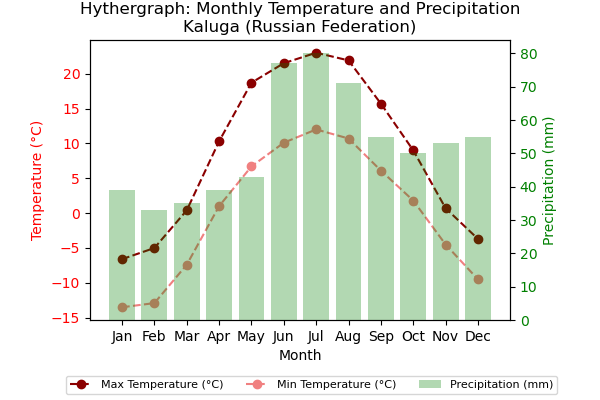 Hythergraph: Monthly Temperature and Precipitation
Kaluga (Russian Federation)
Temperature (°C)
20
15
10
5
0
−5
−10
−15
80
70
60
50
40
30
20
10
0
Precipitation (mm)
Jan Feb Mar Apr May Jun Jul Aug Sep Oct Nov Dec
Month
Max Temperature (°C) Min Temperature (°C) Precipitation (mm)